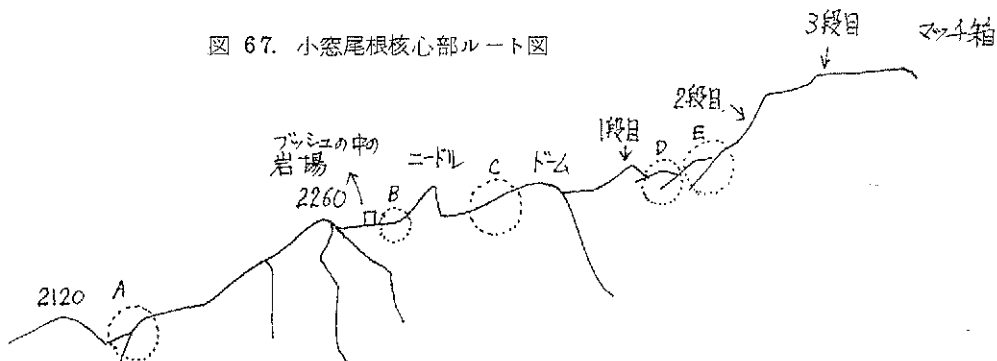 図 67. 小窓尾根核心部ルート図
3段目
マッチ箱
2段目
1段目
D
E
ブッシュの中の
岩場
2260
ニードル
B
C
ドーム
2120
A